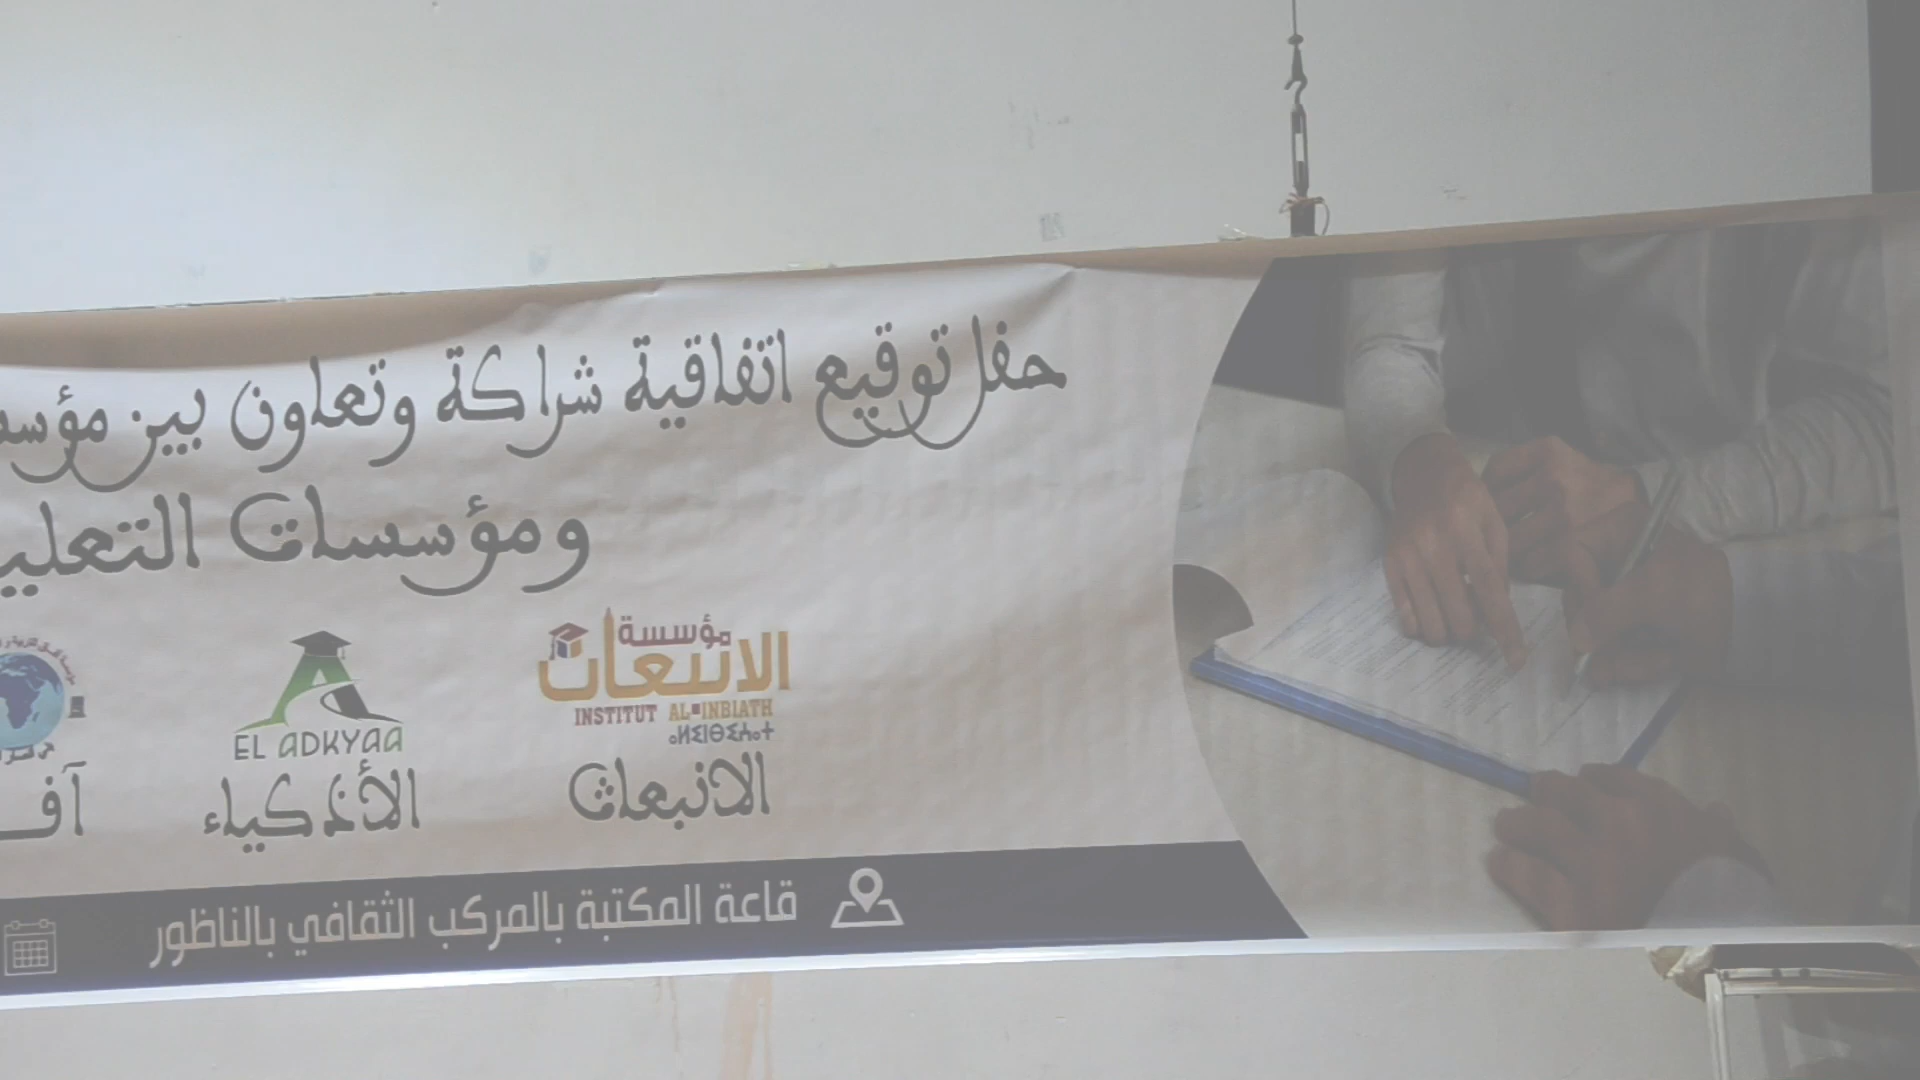 حفل توقيع اتفاقية شراكة وتعاون بين
ومؤسسات
مؤسسة
الانبعاث
INSTITUT AL-INBIATH
ⴰⵍⵉⵏⴱⵉⵄⴰⵜ
الانبعاث
EL ADKYAA
الأذكياء
قاعة المكتبة بالمركب الثقافي بالناظور